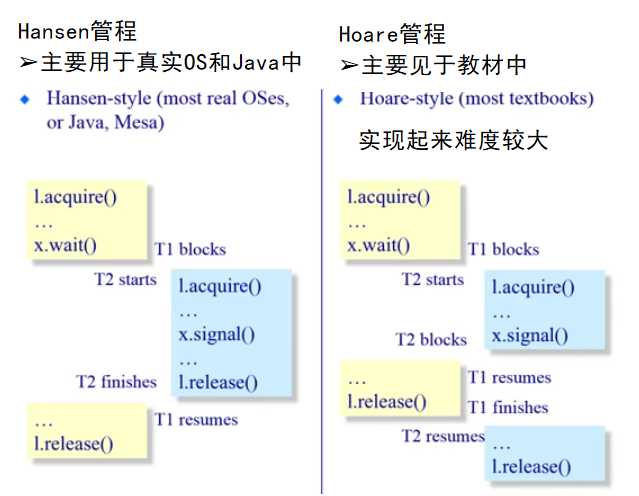 Hansen管程
➢主要用于真实OS和Java中
◆ Hansen-style (most real OSes,
or Java, Mesa)
l.acquire()
…
x.wait()
T1 blocks
T2 starts
l.acquire()
…
x.signal()
…
l.release()
T2 finishes
T1 resumes
…
l.release()
Hoare管程
➢主要见于教材中
◆ Hoare-style (most textbooks)
实现起来难度较大
l.acquire()
…
x.wait()
T1 blocks
T2 starts
l.acquire()
…
x.signal()
T2 blocks
T1 resumes
…
l.release()
T1 finishes
T2 resumes
…
l.release()